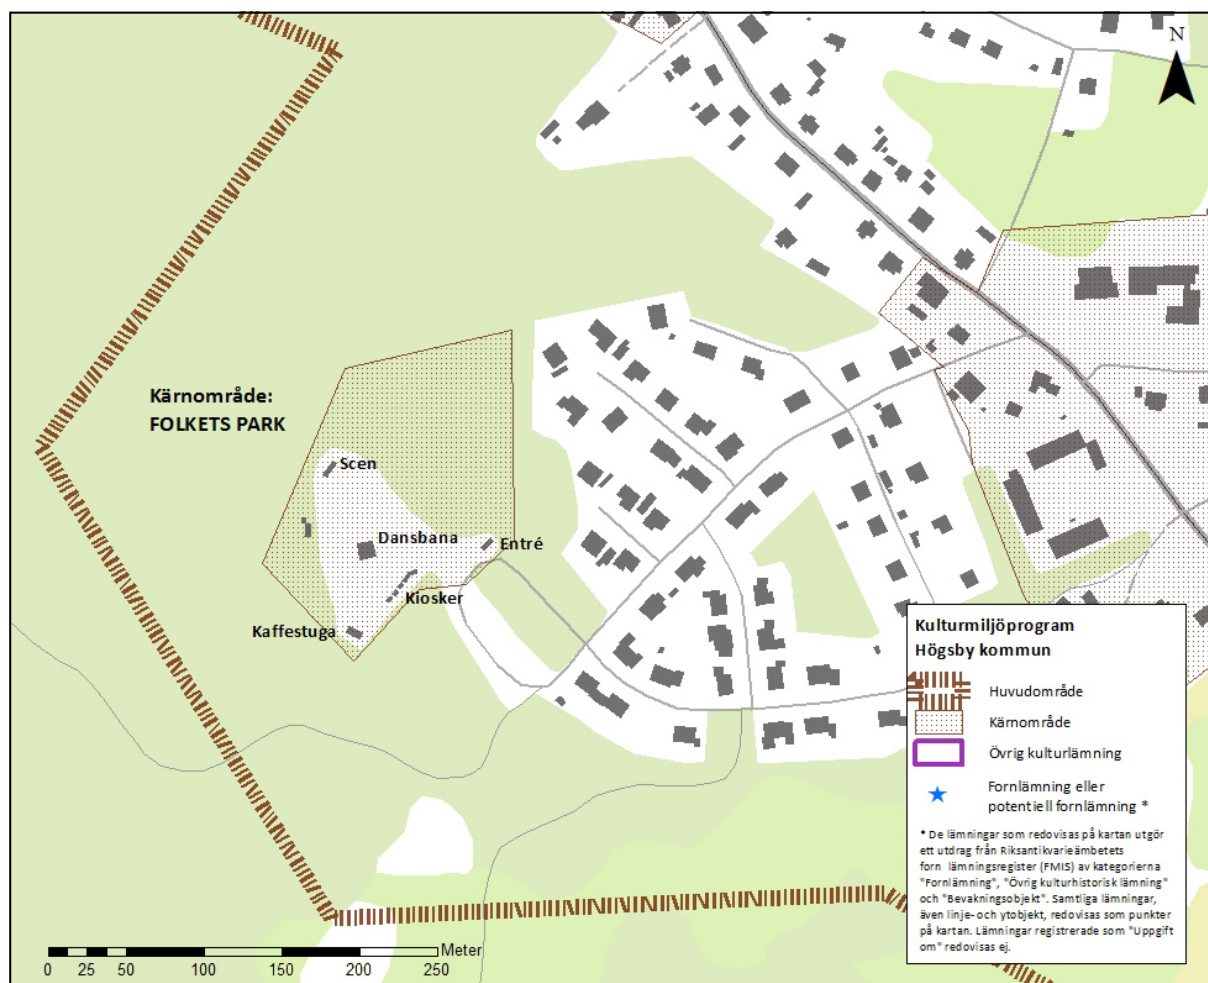 N
Kärnområde:
FOLKETS PARK
Scen
Dansbana
Entré
Kiosker
Kaffestuga
Kulturmiljöprogram
Högsby kommun
Huvudområde
Kärnområde
Övrig kulturlämning
Fornlämning eller
potentiell fornlämning *
* De lämningar som redovisas på kartan utgör
ett utdrag från Riksantikvarieämbetets
forn lämningsregister (FMIS) av kategorierna
"Fornlämning", "Övrig kulturhistorisk lämning"
och "Bevakningsobjekt". Samtliga lämningar,
även linje-och ytobjekt, redovisas som punkter
på kartan. Lämningar registrerade som "Uppgift
om" redovisas ej.
Meter
0 25 50 100 150 200 250